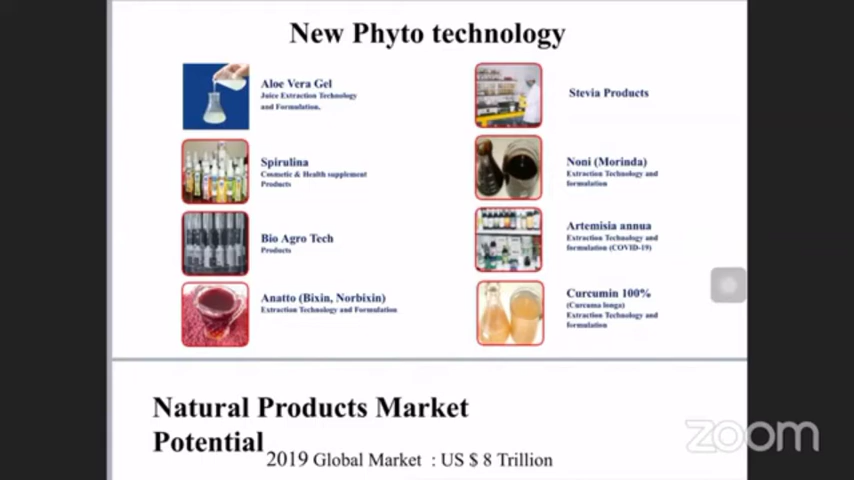 New Phyto technology
Aloe Vera Gel
Juice Extraction Technology
and Formulation.
Spirulina
Cosmetic & Health supplement
Products
Bio Agro Tech
Products
Anatto (Bixin, Norbixin)
Extraction Technology and Formulation
Stevia Products
Noni (Morinda)
Extraction Technology and
formulation
Artemisia annua
Extraction Technology and
formulation (COVID-19)
Curcumin 100%
(Curcuma longa)
Extraction Technology and
formulation
Natural Products Market
Potential
2019 Global Market : US $ 8 Trillion
zoom